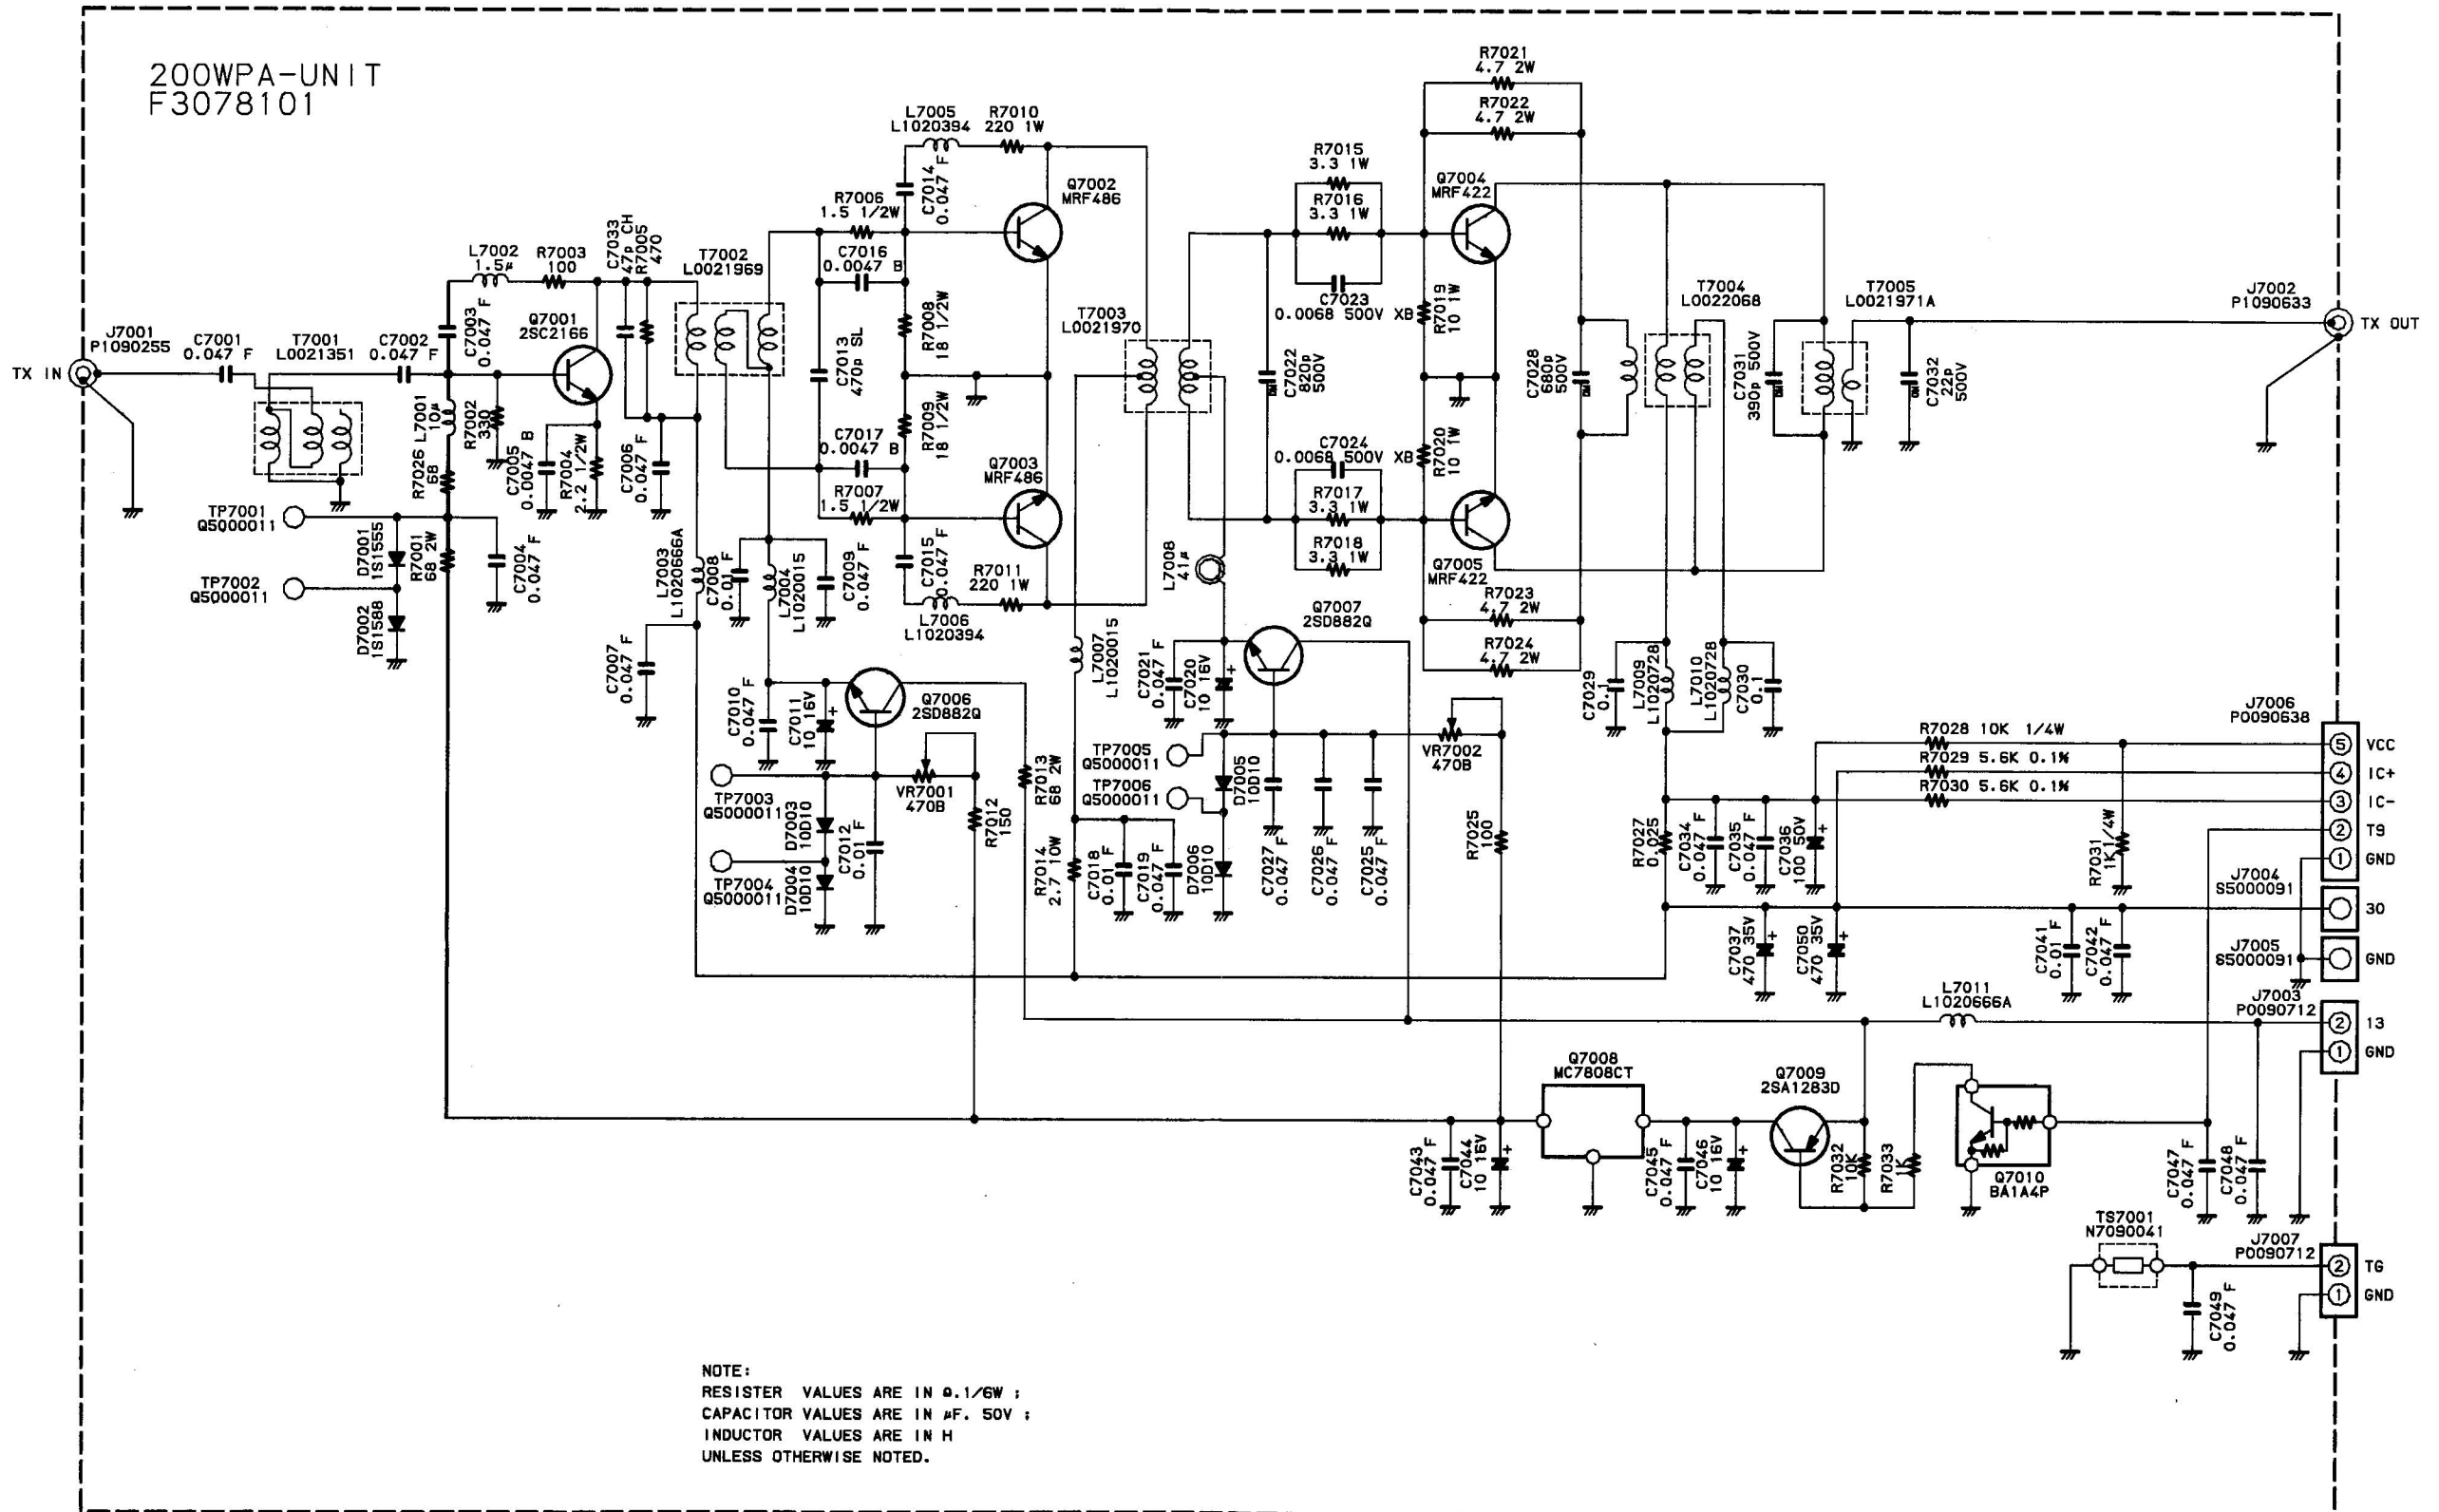 200WPA-UNIT
F3078101
TX IN
J7001
P1090255
C7001
0.047 F
T7001
L0021351
C7002
0.047 F
C7003
0.047 F
L7002
1.5μ
R7003
100
Q7001
2SC2166
L7001
10μ
R7026
68
R7002
330
C7005
0.0047 B
R7004
2.2 1/2W
C7006
0.047 F
C7033
47p CH
R7005
470
T7002
L0021969
TP7001
Q5000011
TP7002
Q5000011
D7001
1S1555
D7002
1S1588
R7001
68 2W
C7004
0.047 F
L7003
L1020666A
C7007
0.047 F
C7008
0.01 F
L7004
L1020015
C7009
0.047 F
L7005
L1020394
R7010
220 1W
C7014
0.047 F
R7006
1.5 1/2W
C7016
0.0047 B
C7013
470p SL
R7008
18 1/2W
R7009
18 1/2W
C7017
0.0047 B
R7007
1.5 1/2W
C7015
0.047 F
L7006
L1020394
R7011
220 1W
Q7002
MRF486
Q7003
MRF486
T7003
L0021970
L7007
L1020015
L7008
41μ
C7010
0.047 F
C7011
10 16V
+
Q7006
2SD882Q
TP7003
Q5000011
TP7004
Q5000011
D7003
10D10
D7004
10D10
C7012
0.01 F
VR7001
470B
R7012
150
R7013
68 2W
R7014
2.7 10W
C7018
0.01 F
C7019
0.047 F
C7021
0.047 F
C7020
10 16V
+
Q7007
2SD882Q
TP7005
Q5000011
TP7006
Q5000011
D7005
10D10
D7006
10D10
C7027
0.047 F
C7026
0.047 F
C7025
0.047 F
VR7002
470B
R7025
100
R7015
3.3 1W
R7016
3.3 1W
C7023
0.0068 500V XB
C7022
820p
500V
DM
C7024
0.0068 500V XB
R7017
3.3 1W
R7018
3.3 1W
R7019
10 1W
R7020
10 1W
R7021
4.7 2W
R7022
4.7 2W
Q7004
MRF422
Q7005
MRF422
R7023
4.7 2W
R7024
4.7 2W
C7028
680p
500V
DM
T7004
L0022068
C7031
390p 500V
DM
T7005
L0021971A
C7032
22p
500V
DM
J7002
P1090633
TX OUT
C7029
0.1
L7009
L1020728
L7010
L1020728
C7030
0.1
R7027
0.025
C7034
0.047 F
C7035
0.047 F
C7036
100 50V
+
R7028 10K 1/4W
R7029 5.6K 0.1%
R7030 5.6K 0.1%
R7031
1K 1/4W
J7006
P0090638
5 VCC
4 IC+
3 IC-
2 T9
1 GND
J7004
S5000091
30
J7005
S5000091
GND
C7037
470 35V
+
C7050
470 35V
+
C7041
0.01 F
C7042
0.047 F
L7011
L1020666A
J7003
P0090712
2 13
1 GND
Q7008
MC7808CT
Q7009
2SA1283D
C7043
0.047 F
C7044
10 16V
+
C7045
0.047 F
C7046
10 16V
+
R7032
10K
R7033
1K
Q7010
BA1A4P
C7047
0.047 F
C7048
0.047 F
TS7001
N7090041
J7007
P0090712
2 TG
1 GND
C7049
0.047 F
NOTE:
RESISTER VALUES ARE IN Ω.1/6W ;
CAPACITOR VALUES ARE IN μF. 50V ;
INDUCTOR VALUES ARE IN H
UNLESS OTHERWISE NOTED.